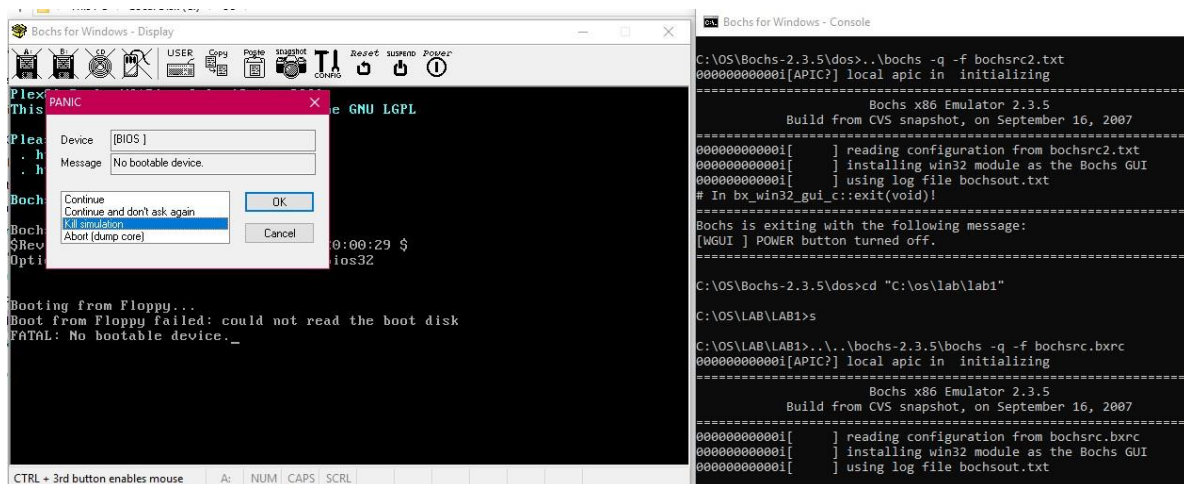 Bochs for Windows - Display
A:
B:
CD
USER
Copy
Paste
snapshot
CONFIG
Reset
suspend
Power
Plex
This
e GNU LGPL
Plea
. h
. h
Boch
Boch
$Rev
0:00:29 $
Opti
ios32
PANIC
Device
[BIOS ]
Message
No bootable device.
Continue
Continue and don't ask again
Kill simulation
Abort (dump core)
OK
Cancel
Booting from Floppy...
Boot from Floppy failed: could not read the boot disk
FATAL: No bootable device._
CTRL + 3rd button enables mouse
A:
NUM
CAPS
SCRL
Bochs for Windows - Console
C:\OS\Bochs-2.3.5\dos>..\bochs -q -f bochsrc2.txt
00000000000i[APIC?] local apic in  initializing
========================================================================
Bochs x86 Emulator 2.3.5
Build from CVS snapshot, on September 16, 2007
========================================================================
00000000000i[     ] reading configuration from bochsrc2.txt
00000000000i[     ] installing win32 module as the Bochs GUI
00000000000i[     ] using log file bochsout.txt
# In bx_win32_gui_c::exit(void)!
========================================================================
Bochs is exiting with the following message:
[WGUI ] POWER button turned off.
========================================================================
C:\OS\Bochs-2.3.5\dos>cd "C:\os\lab\lab1"
C:\OS\LAB\LAB1>s
C:\OS\LAB\LAB1>..\..\bochs-2.3.5\bochs -q -f bochsrc.bxrc
00000000000i[APIC?] local apic in  initializing
========================================================================
Bochs x86 Emulator 2.3.5
Build from CVS snapshot, on September 16, 2007
========================================================================
00000000000i[     ] reading configuration from bochsrc.bxrc
00000000000i[     ] installing win32 module as the Bochs GUI
00000000000i[     ] using log file bochsout.txt